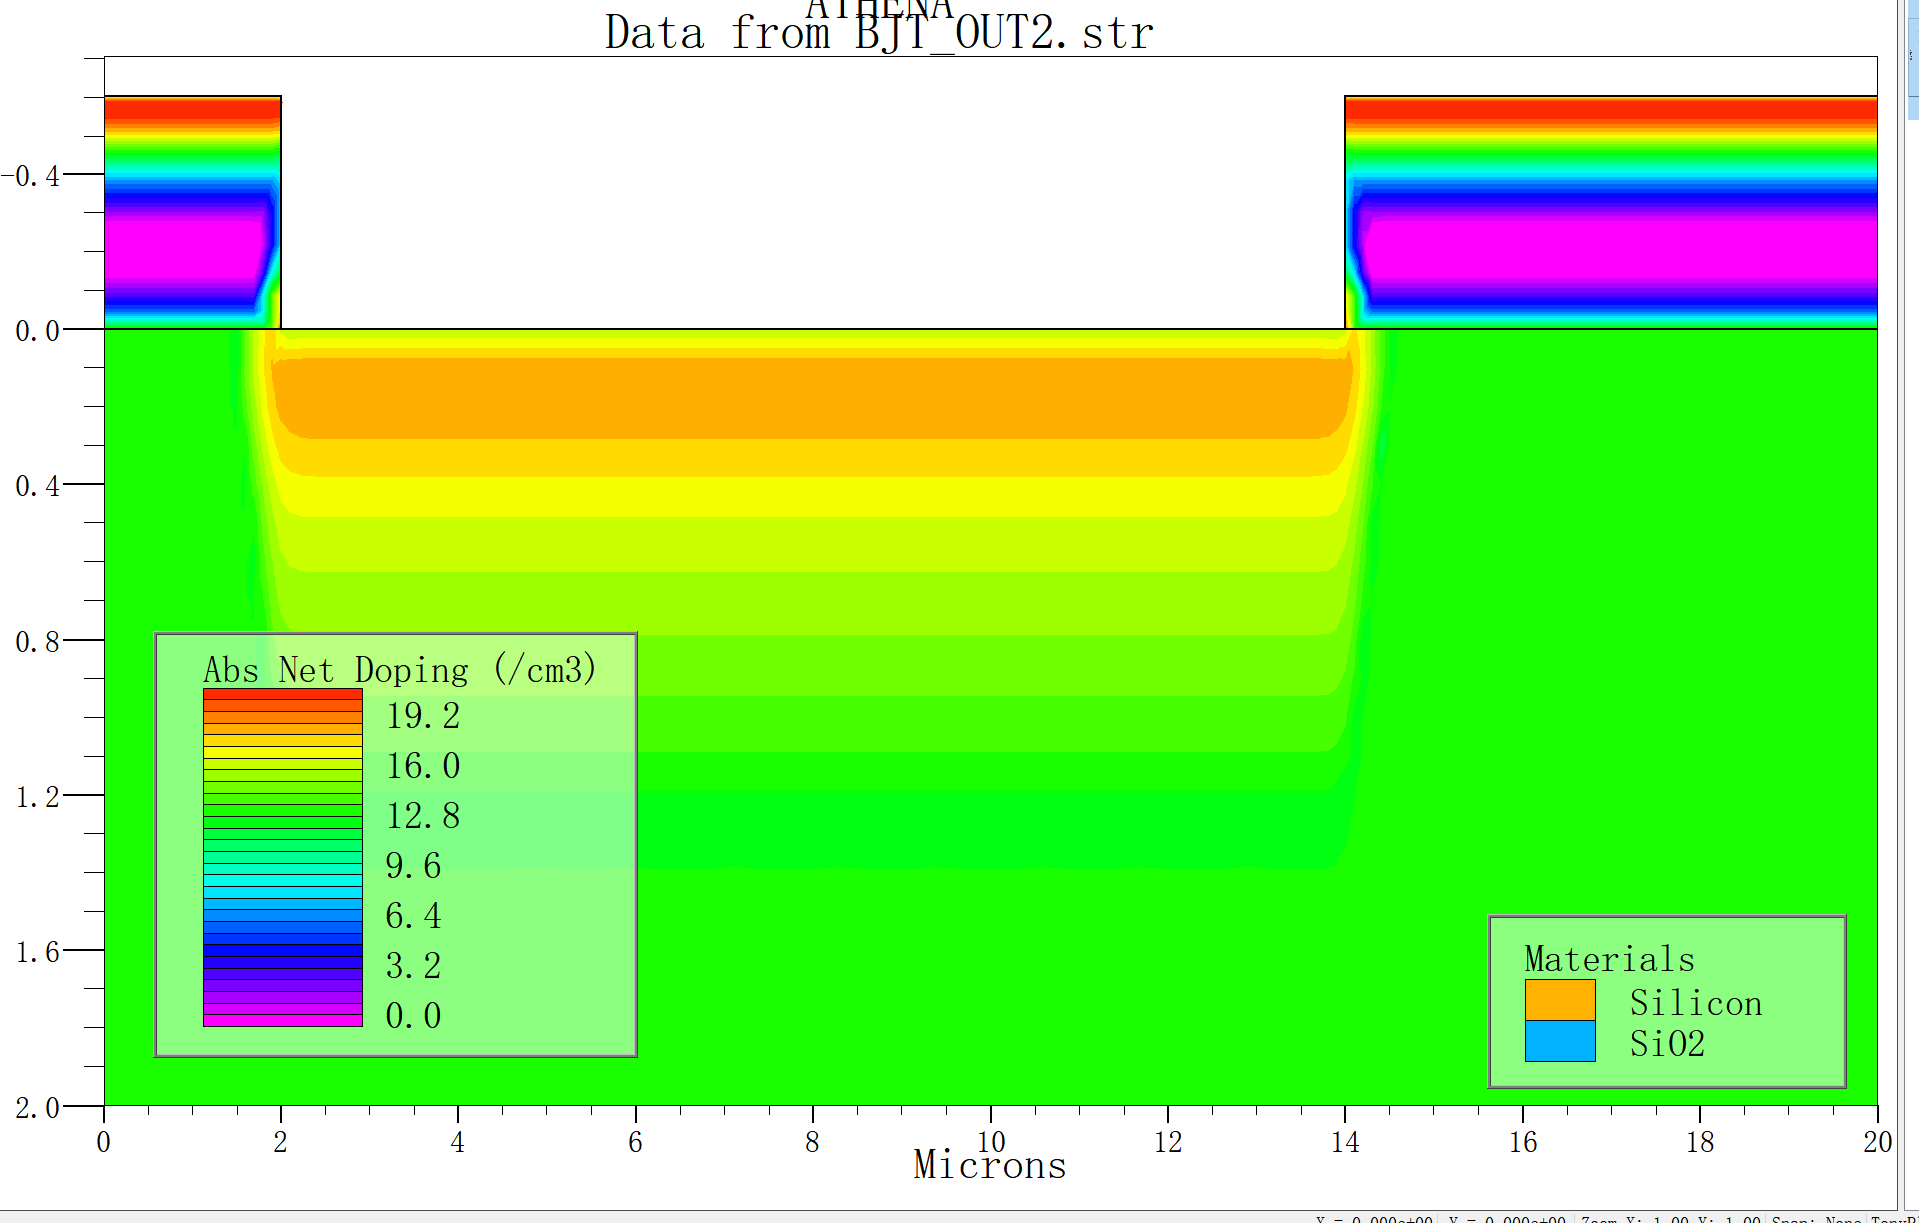 ATHENA
Data from BJT_OUT2.str
-0.4
0.0
0.4
0.8
1.2
1.6
2.0
Abs Net Doping (/cm3)
19.2
16.0
12.8
9.6
6.4
3.2
0.0
Materials
Silicon
SiO2
0 2 4 6 8 10 12 14 16 18 20
Microns